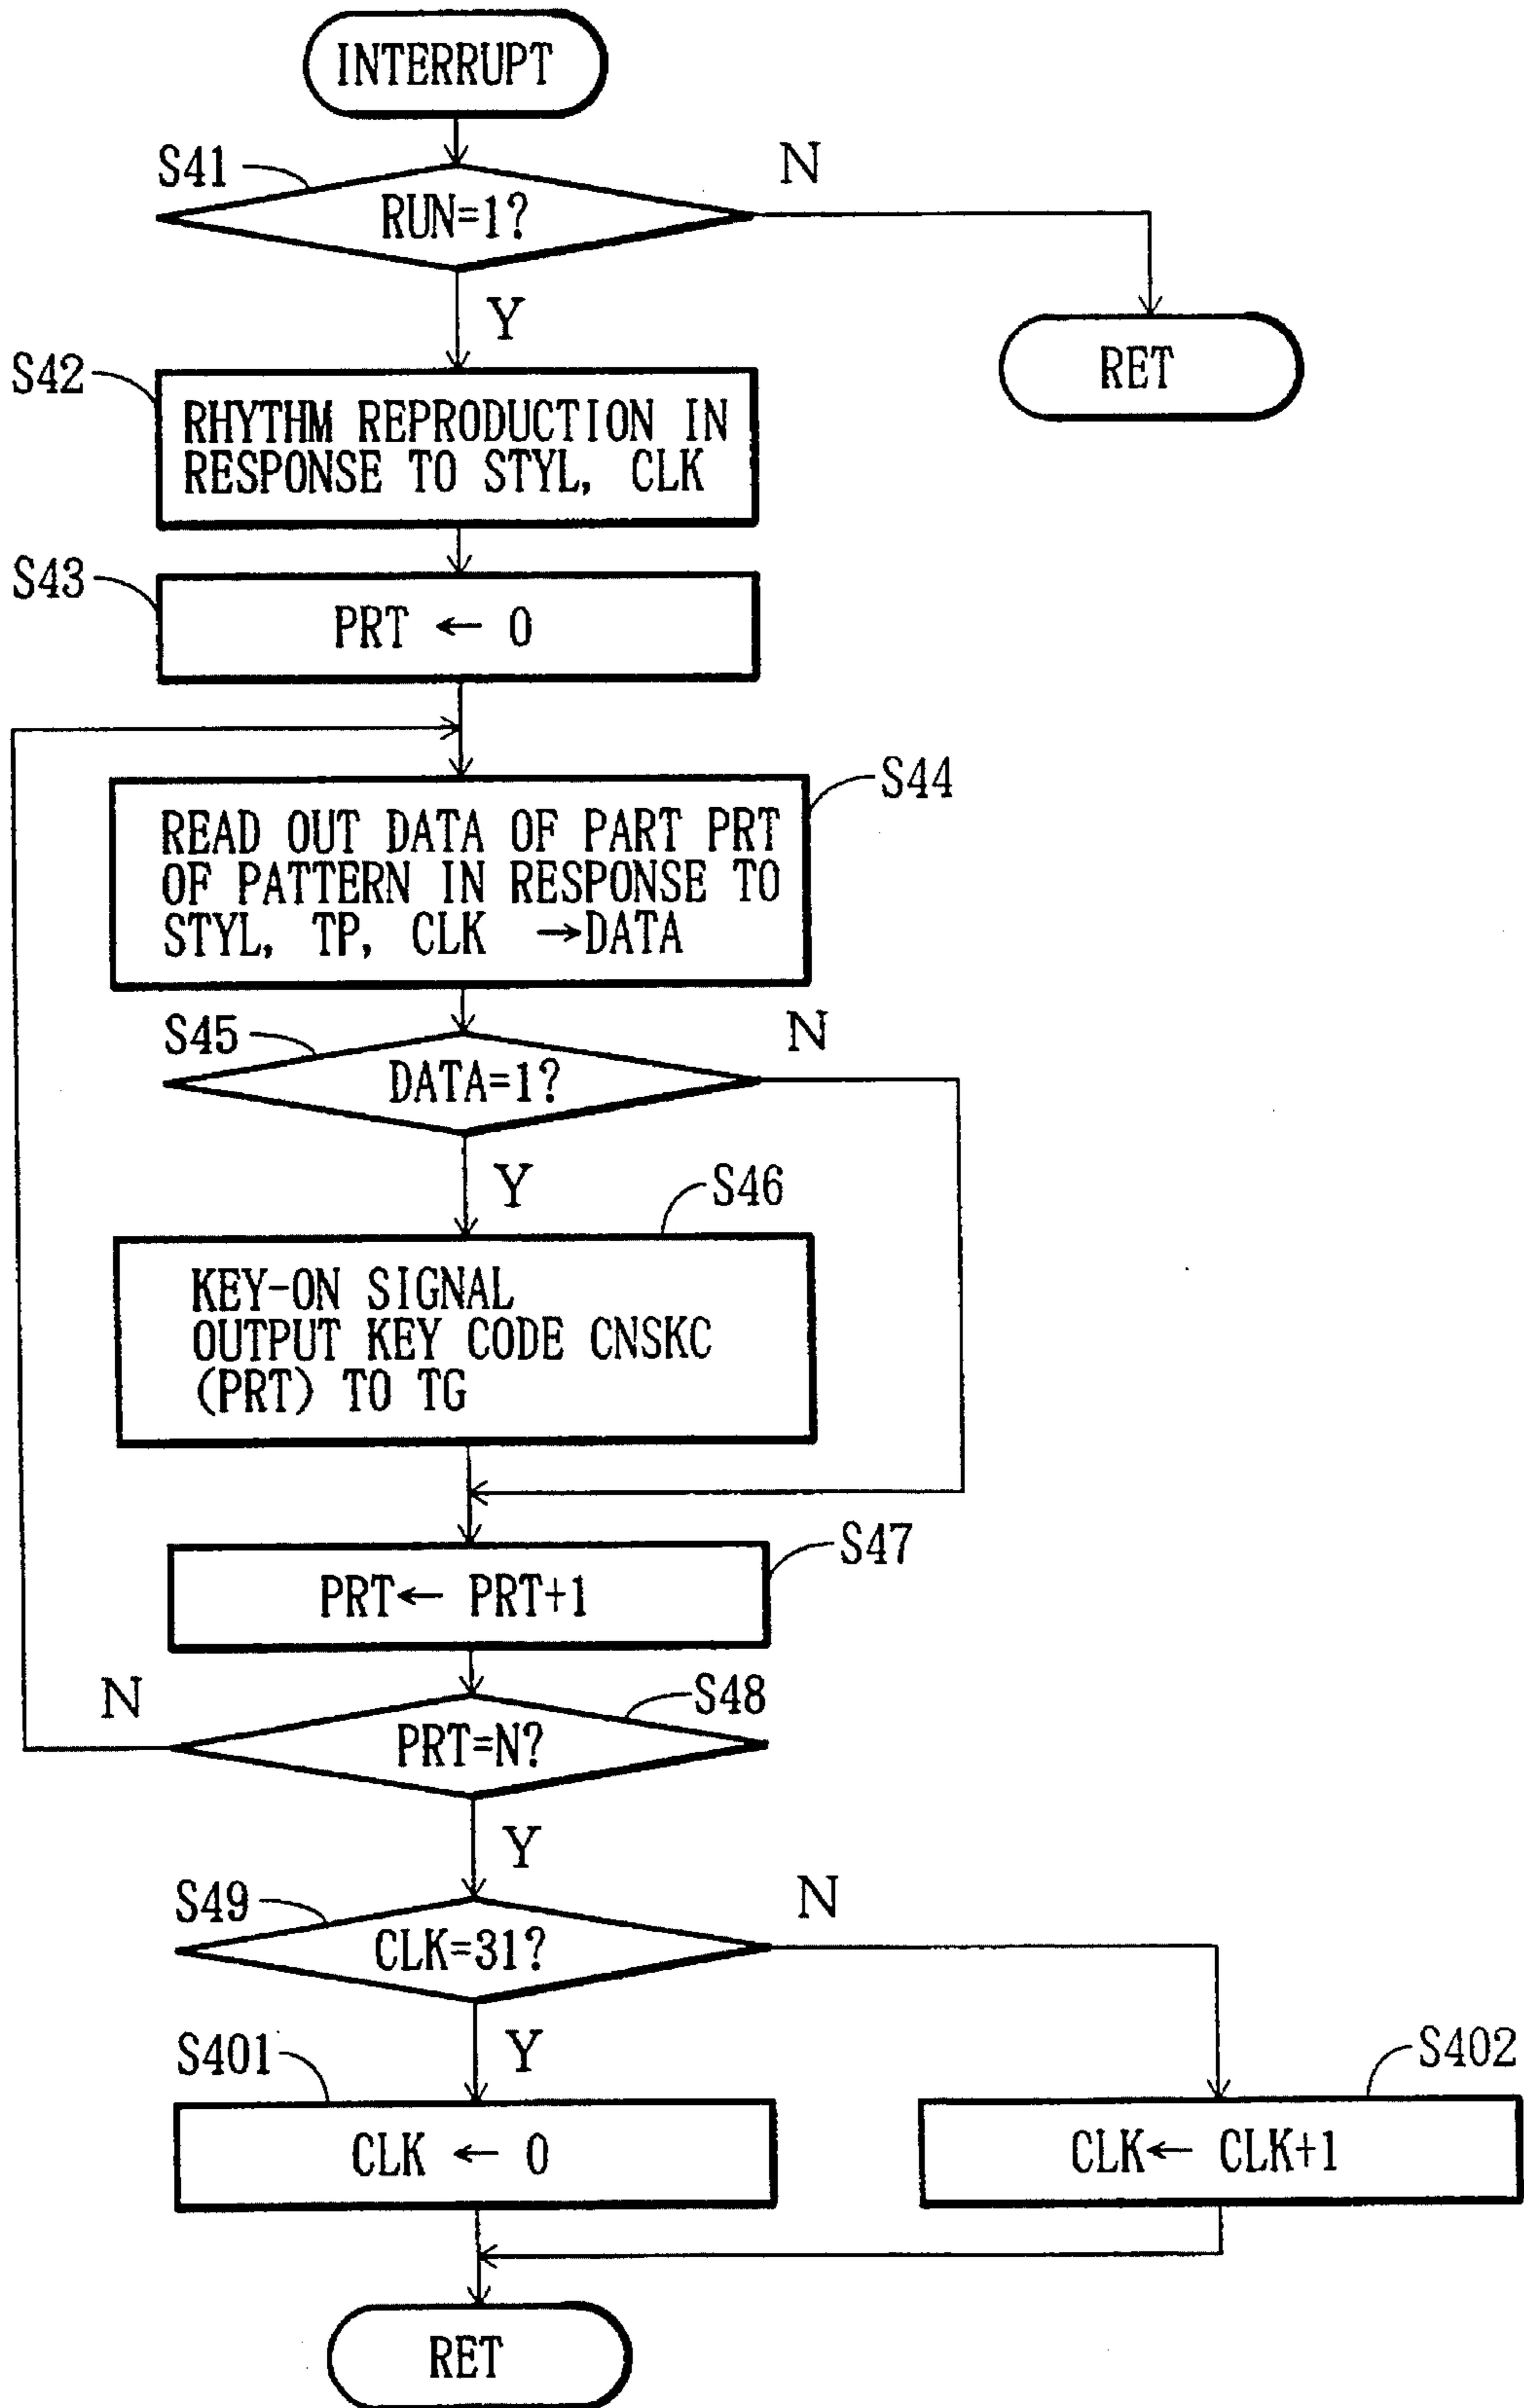 INTERRUPT
S41
RUN=1?
N
Y
RET
S42
RHYTHM REPRODUCTION IN
RESPONSE TO STYL, CLK
S43
PRT ← 0
S44
READ OUT DATA OF PART PRT
OF PATTERN IN RESPONSE TO
STYL, TP, CLK →DATA
S45
DATA=1?
N
Y
S46
KEY-ON SIGNAL
OUTPUT KEY CODE CNSKC
(PRT) TO TG
S47
PRT← PRT+1
S48
PRT=N?
N
Y
S49
CLK=31?
N
Y
S401
CLK ← 0
S402
CLK← CLK+1
RET